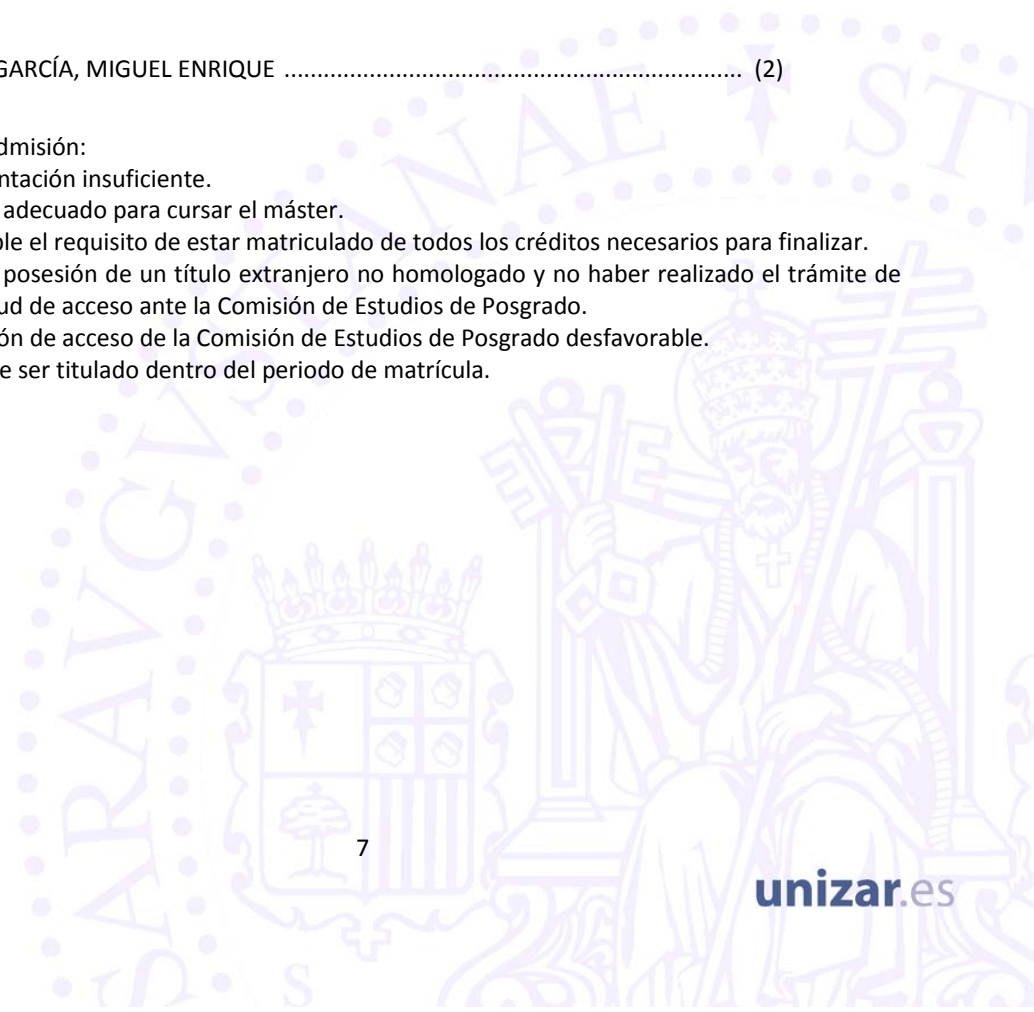 GARCÍA, MIGUEL ENRIQUE ...................................................................... (2)
dmisión:
ntación insuficiente.
adecuado para cursar el máster.
ble el requisito de estar matriculado de todos los créditos necesarios para finalizar.
posesión de un título extranjero no homologado y no haber realizado el trámite de
ud de acceso ante la Comisión de Estudios de Posgrado.
ón de acceso de la Comisión de Estudios de Posgrado desfavorable.
e ser titulado dentro del periodo de matrícula.
SARAVGVSTANAE ST
7
unizar.es
S